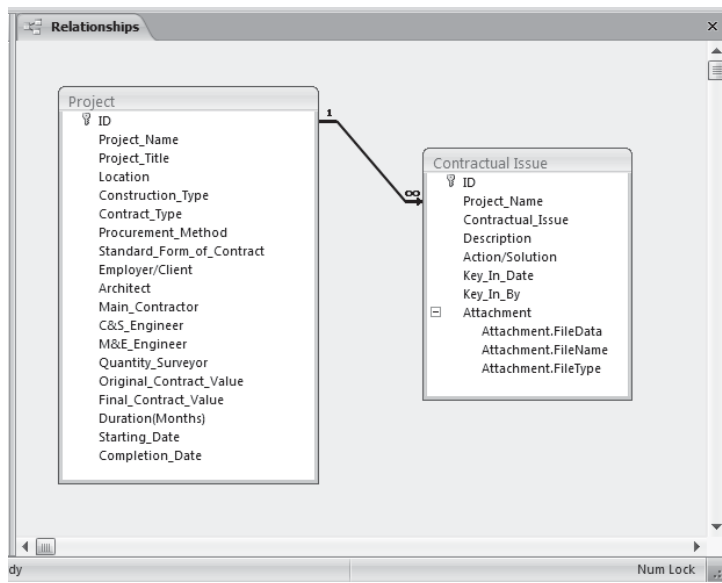 Relationships
Project
1
ID
Project_Name
Project_Title
Location
Construction_Type
Contract_Type
Procurement_Method
Standard_Form_of_Contract
Employer/Client
Architect
Main_Contractor
C&S_Engineer
M&E_Engineer
Quantity_Surveyor
Original_Contract_Value
Final_Contract_Value
Duration(Months)
Starting_Date
Completion_Date
∞
Contractual Issue
ID
Project_Name
Contractual_Issue
Description
Action/Solution
Key_In_Date
Key_In_By
Attachment
Attachment.FileData
Attachment.FileName
Attachment.FileType
dy
Num Lock